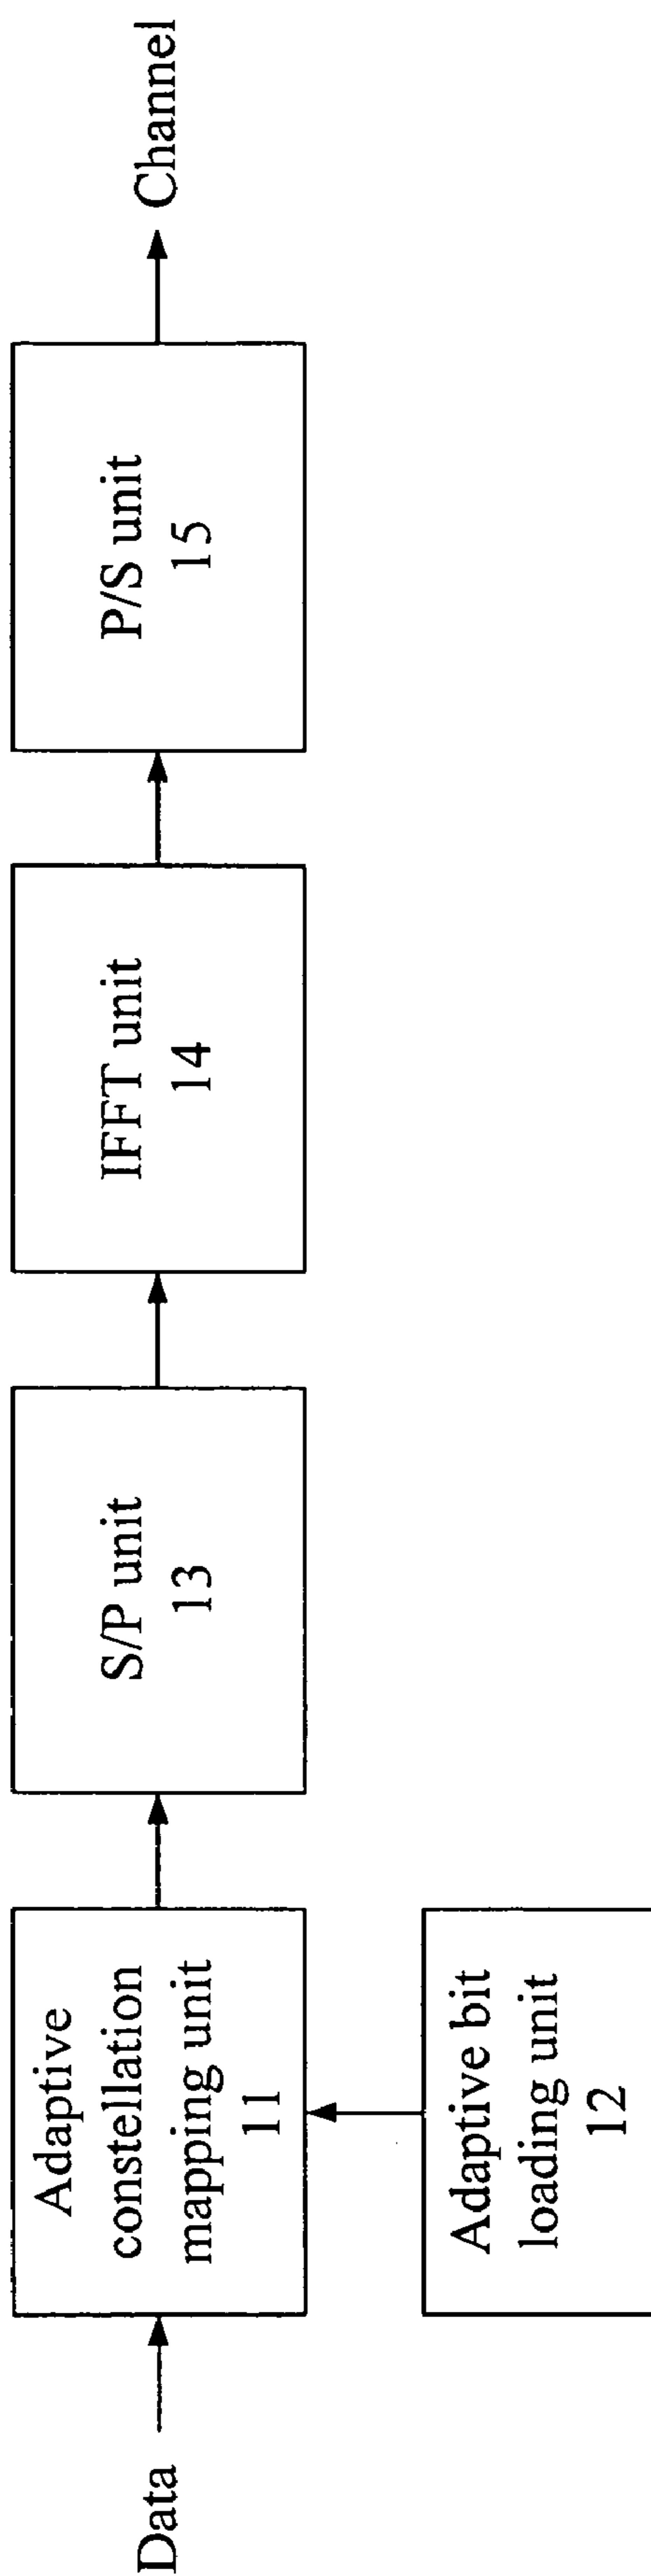 Data
Adaptive
constellation
mapping unit
11
Adaptive bit
loading unit
12
S/P unit
13
IFFT unit
14
P/S unit
15
Channel